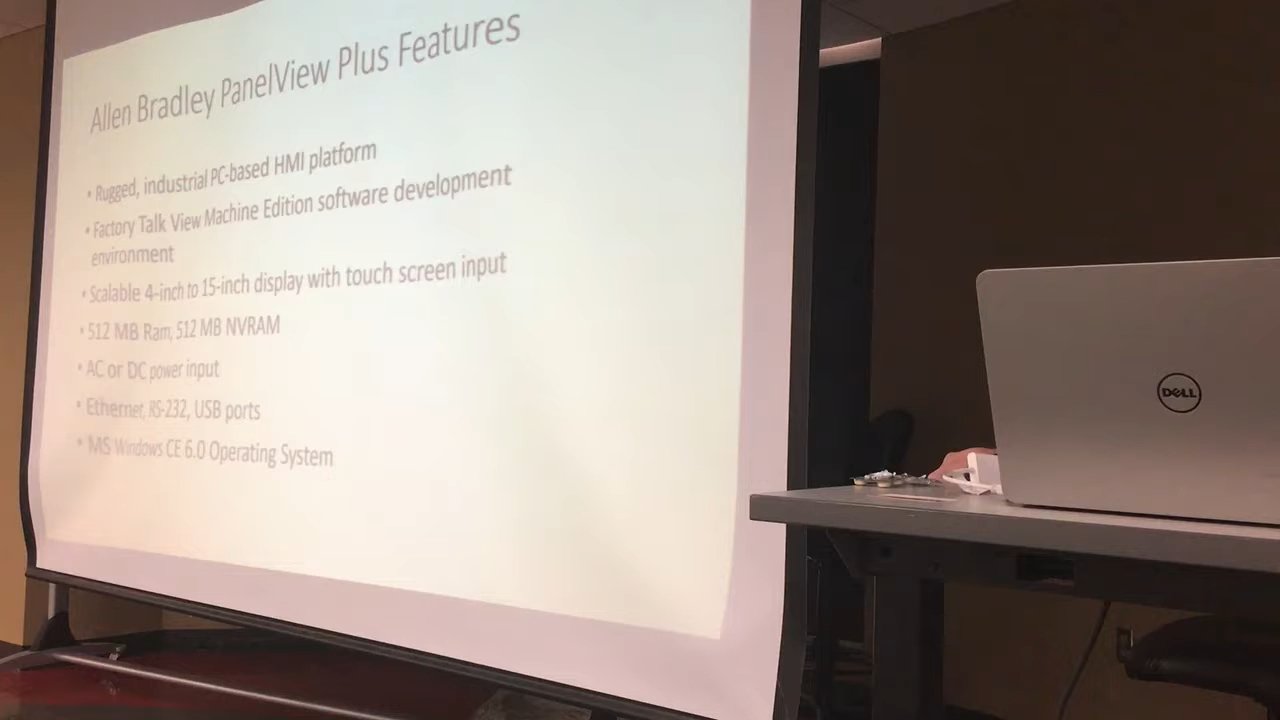 Allen Bradley PanelView Plus Features
• Rugged, industrial PC-based HMI platform
• Factory Talk View Machine Edition software development
environment
• Scalable 4-inch to 15-inch display with touch screen input
• 512 MB Ram, 512 MB NVRAM
• AC or DC power input
• Ethernet, RS-232, USB ports
• MS Windows CE 6.0 Operating System
DELL